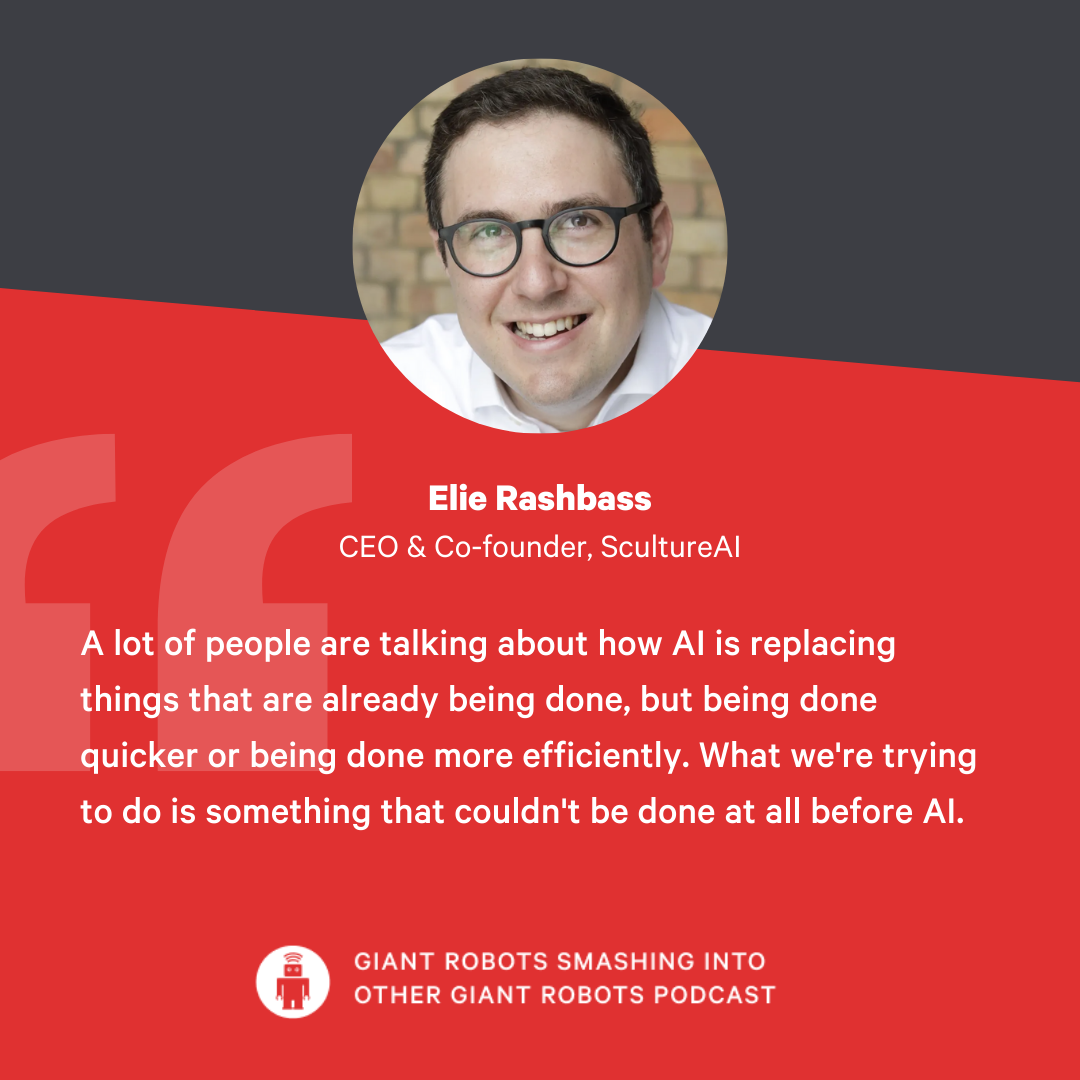 Elie Rashbass
CEO & Co-founder, ScultureAI
A lot of people are talking about how AI is replacing
things that are already being done, but being done
quicker or being done more efficiently. What we're trying
to do is something that couldn't be done at all before AI.
GIANT ROBOTS SMASHING INTO
OTHER GIANT ROBOTS PODCAST